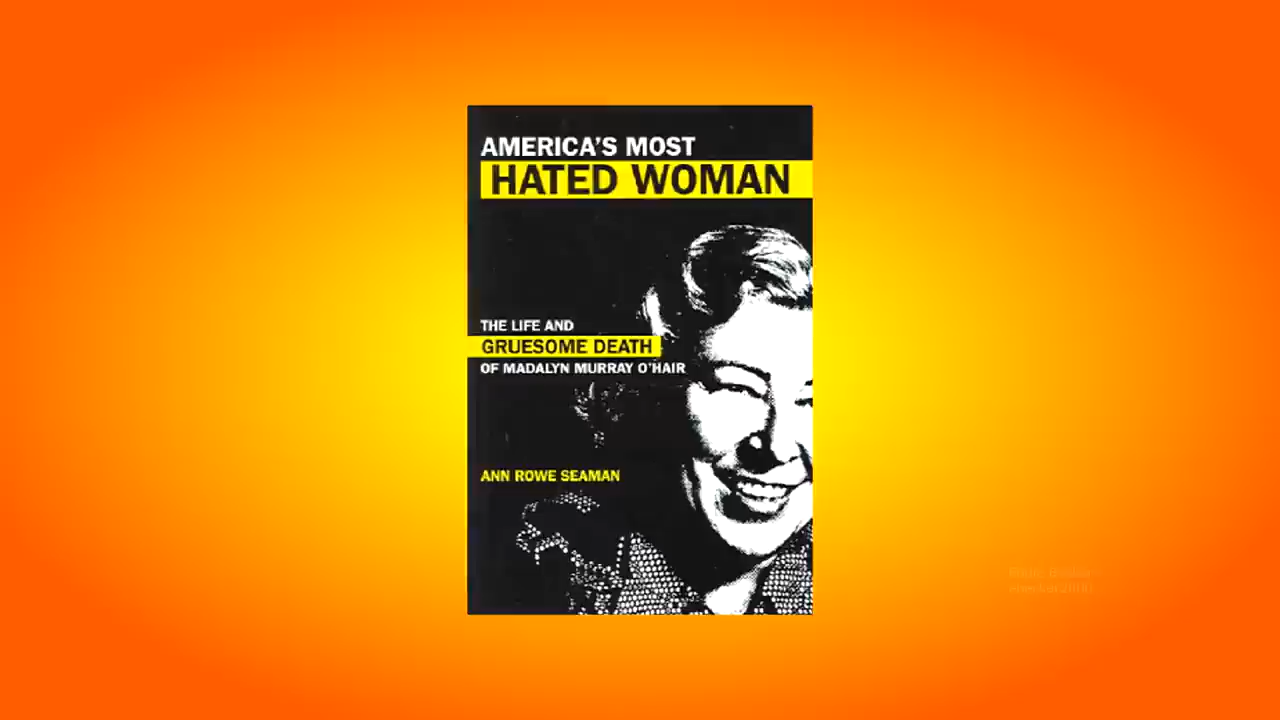 AMERICA'S MOST
HATED WOMAN
THE LIFE AND
GRUESOME DEATH
OF MADALYN MURRAY O'HAIR
ANN ROWE SEAMAN